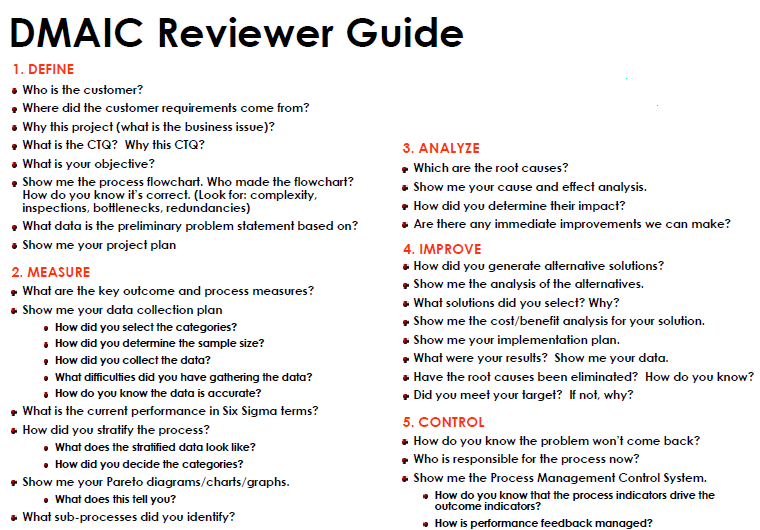 DMAIC Reviewer Guide
1. DEFINE
Who is the customer?
Where did the customer requirements come from?
Why this project (what is the business issue)?
What is the CTQ? Why this CTQ?
What is your objective?
Show me the process flowchart. Who made the flowchart?
How do you know it's correct. (Look for: complexity,
inspections, bottlenecks, redundancies)
What data is the preliminary problem statement based on?
Show me your project plan
2. MEASURE
What are the key outcome and process measures?
Show me your data collection plan
How did you select the categories?
How did you determine the sample size?
How did you collect the data?
What difficulties did you have gathering the data?
How do you know the data is accurate?
What is the current performance in Six Sigma terms?
How did you stratify the process?
What does the stratified data look like?
How did you decide the categories?
Show me your Pareto diagrams/charts/graphs.
What does this tell you?
What sub-processes did you identify?
3. ANALYZE
Which are the root causes?
Show me your cause and effect analysis.
How did you determine their impact?
Are there any immediate improvements we can make?
4. IMPROVE
How did you generate alternative solutions?
Show me the analysis of the alternatives.
What solutions did you select? Why?
Show me the cost/benefit analysis for your solution.
Show me your implementation plan.
What were your results? Show me your data.
Have the root causes been eliminated? How do you know?
Did you meet your target? If not, why?
5. CONTROL
How do you know the problem won't come back?
Who is responsible for the process now?
Show me the Process Management Control System.
How do you know that the process indicators drive the
outcome indicators?
How is performance feedback managed?